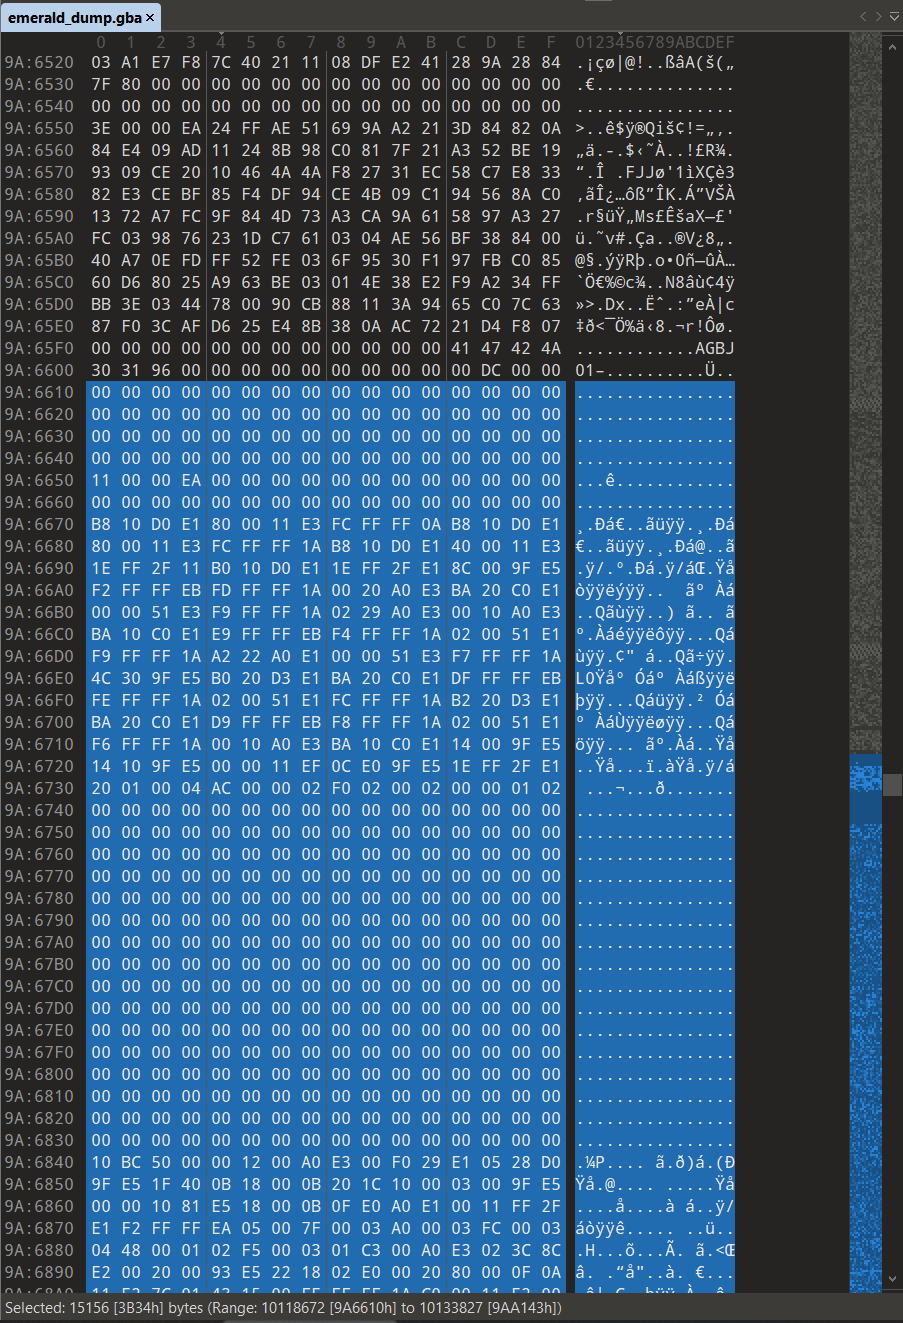 emerald_dump.gba ×
0 1 2 3 4 5 6 7 8 9 A B C D E F 0123456789ABCDEF
9A:6520 03 A1 E7 F8 7C 40 21 11 08 DF E2 41 28 9A 28 84 .¡çø|@!..ßâA(š(„
9A:6530 7F 80 00 00 00 00 00 00 00 00 00 00 00 00 00 00 .€..............
9A:6540 00 00 00 00 00 00 00 00 00 00 00 00 00 00 00 00 ................
9A:6550 3E 00 00 EA 24 FF AE 51 69 9A A2 21 3D 84 82 0A >..ê$ÿ®Qiš¢!=„‚.
9A:6560 84 E4 09 AD 11 24 8B 98 C0 81 7F 21 A3 52 BE 19 „ä.-.$‹˜À..!£R¾.
9A:6570 93 09 CE 20 10 46 4A 4A F8 27 31 EC 58 C7 E8 33 “.Î .FJJø'1ìXÇè3
9A:6580 82 E3 CE BF 85 F4 DF 94 CE 4B 09 C1 94 56 8A C0 ‚ãÎ¿…ôß”ÎK.Á”VŠÀ
9A:6590 13 72 A7 FC 9F 84 4D 73 A3 CA 9A 61 58 97 A3 27 .r§üŸ„Ms£ÊšaX—£'
9A:65A0 FC 03 98 76 23 1D C7 61 03 04 AE 56 BF 38 84 00 ü.˜v#.Ça..®V¿8„.
9A:65B0 40 A7 0E FD FF 52 FE 03 6F 95 30 F1 97 FB C0 85 @§.ýÿRþ.o•0ñ—ûÀ…
9A:65C0 60 D6 80 25 A9 63 BE 03 01 4E 38 E2 F9 A2 34 FF `Ö€%©c¾..N8âù¢4ÿ
9A:65D0 BB 3E 03 44 78 00 90 CB 88 11 3A 94 65 C0 7C 63 »>.Dx..Ëˆ.:”eÀ|c
9A:65E0 87 F0 3C AF D6 25 E4 8B 38 0A AC 72 21 D4 F8 07 ‡ð<¯Ö%ä‹8.¬r!Ôø.
9A:65F0 00 00 00 00 00 00 00 00 00 00 00 00 41 47 42 4A ............AGBJ
9A:6600 30 31 96 00 00 00 00 00 00 00 00 00 00 DC 00 00 01–..........Ü..
9A:6610 00 00 00 00 00 00 00 00 00 00 00 00 00 00 00 00 ................
9A:6620 00 00 00 00 00 00 00 00 00 00 00 00 00 00 00 00 ................
9A:6630 00 00 00 00 00 00 00 00 00 00 00 00 00 00 00 00 ................
9A:6640 00 00 00 00 00 00 00 00 00 00 00 00 00 00 00 00 ................
9A:6650 11 00 00 EA 00 00 00 00 00 00 00 00 00 00 00 00 ...ê............
9A:6660 00 00 00 00 00 00 00 00 00 00 00 00 00 00 00 00 ................
9A:6670 B8 10 D0 E1 80 00 11 E3 FC FF FF 0A B8 10 D0 E1 ¸.Ðá€..ãüÿÿ.¸.Ðá
9A:6680 80 00 11 E3 FC FF FF 1A B8 10 D0 E1 40 00 11 E3 €..ãüÿÿ.¸.Ðá@..ã
9A:6690 1E FF 2F 11 B0 10 D0 E1 1E FF 2F E1 8C 00 9F E5 .ÿ/.°.Ðá.ÿ/áŒ.Ÿå
9A:66A0 F2 FF FF EB FD FF FF 1A 00 20 A0 E3 BA 20 C0 E1 òÿÿëýÿÿ.. ãº Àá
9A:66B0 00 00 51 E3 F9 FF FF 1A 02 29 A0 E3 00 10 A0 E3 ..Qãùÿÿ..) ã.. ã
9A:66C0 BA 10 C0 E1 E9 FF FF EB F4 FF FF 1A 02 00 51 E1 º.Àáéÿÿëôÿÿ...Qá
9A:66D0 F9 FF FF 1A A2 22 A0 E1 00 00 51 E3 F7 FF FF 1A ùÿÿ.¢" á..Qã÷ÿÿ.
9A:66E0 4C 30 9F E5 B0 20 D3 E1 BA 20 C0 E1 DF FF FF EB L0Ÿå° Óáº Àáßÿÿë
9A:66F0 FE FF FF 1A 02 00 51 E1 FC FF FF 1A B2 20 D3 E1 þÿÿ...Qáüÿÿ.² Óá
9A:6700 BA 20 C0 E1 D9 FF FF EB F8 FF FF 1A 02 00 51 E1 º ÀáÙÿÿëøÿÿ...Qá
9A:6710 F6 FF FF 1A 00 10 A0 E3 BA 10 C0 E1 14 00 9F E5 öÿÿ... ãº.Àá..Ÿå
9A:6720 14 10 9F E5 00 00 11 EF 0C E0 9F E5 1E FF 2F E1 ..Ÿå...ï.àŸå.ÿ/á
9A:6730 20 01 00 04 AC 00 00 02 F0 02 00 02 00 00 01 02  ...¬...ð.......
9A:6740 00 00 00 00 00 00 00 00 00 00 00 00 00 00 00 00 ................
9A:6750 00 00 00 00 00 00 00 00 00 00 00 00 00 00 00 00 ................
9A:6760 00 00 00 00 00 00 00 00 00 00 00 00 00 00 00 00 ................
9A:6770 00 00 00 00 00 00 00 00 00 00 00 00 00 00 00 00 ................
9A:6780 00 00 00 00 00 00 00 00 00 00 00 00 00 00 00 00 ................
9A:6790 00 00 00 00 00 00 00 00 00 00 00 00 00 00 00 00 ................
9A:67A0 00 00 00 00 00 00 00 00 00 00 00 00 00 00 00 00 ................
9A:67B0 00 00 00 00 00 00 00 00 00 00 00 00 00 00 00 00 ................
9A:67C0 00 00 00 00 00 00 00 00 00 00 00 00 00 00 00 00 ................
9A:67D0 00 00 00 00 00 00 00 00 00 00 00 00 00 00 00 00 ................
9A:67E0 00 00 00 00 00 00 00 00 00 00 00 00 00 00 00 00 ................
9A:67F0 00 00 00 00 00 00 00 00 00 00 00 00 00 00 00 00 ................
9A:6800 00 00 00 00 00 00 00 00 00 00 00 00 00 00 00 00 ................
9A:6810 00 00 00 00 00 00 00 00 00 00 00 00 00 00 00 00 ................
9A:6820 00 00 00 00 00 00 00 00 00 00 00 00 00 00 00 00 ................
9A:6830 00 00 00 00 00 00 00 00 00 00 00 00 00 00 00 00 ................
9A:6840 10 BC 50 00 00 12 00 A0 E3 00 F0 29 E1 05 28 D0 .¼P.... ã.ð)á.(Ð
9A:6850 9F E5 1F 40 0B 18 00 0B 20 1C 10 00 03 00 9F E5 Ÿå.@.... .....Ÿå
9A:6860 00 00 10 81 E5 18 00 0B 0F E0 A0 E1 00 11 FF 2F ....å....à á..ÿ/
9A:6870 E1 F2 FF FF EA 05 00 7F 00 03 A0 00 03 FC 00 03 áòÿÿê..... ..ü..
9A:6880 04 48 00 01 02 F5 00 03 01 C3 00 A0 E3 02 3C 8C .H...õ...Ã. ã.<Œ
9A:6890 E2 00 20 00 93 E5 22 18 02 E0 00 20 80 00 0F 0A â. .“å"..à. €...
Selected: 15156 [3B34h] bytes (Range: 10118672 [9A6610h] to 10133827 [9AA143h])